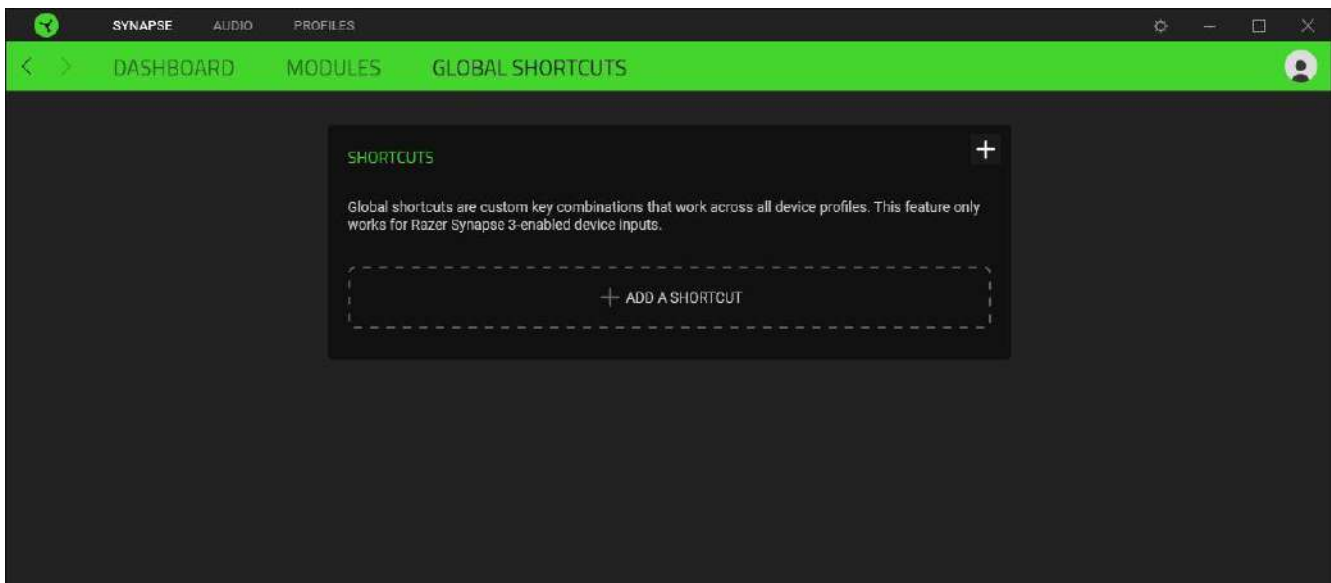 SYNAPSE AUDIO PROFILES
DASHBOARD MODULES GLOBAL SHORTCUTS
SHORTCUTS
Global shortcuts are custom key combinations that work across all device profiles. This feature only
works for Razer Synapse 3-enabled device inputs.
ADD A SHORTCUT